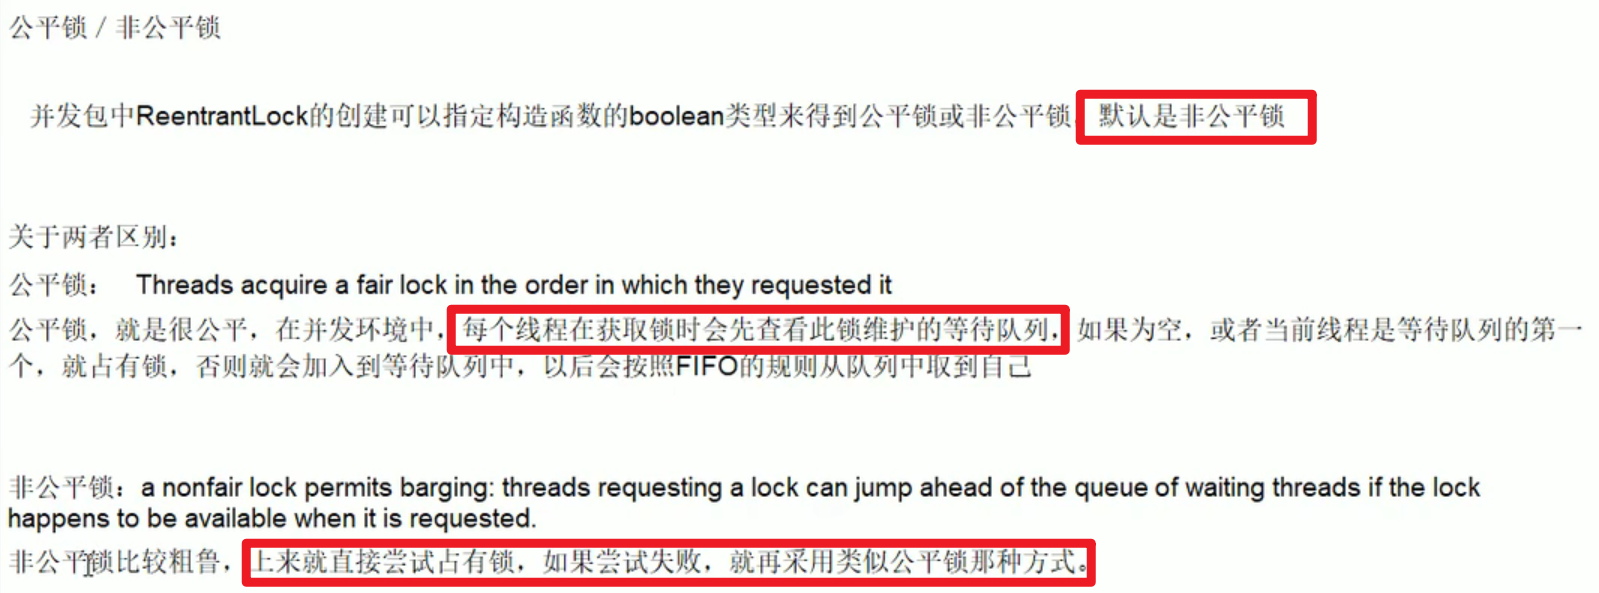 公平锁 / 非公平锁
并发包中ReentrantLock的创建可以指定构造函数的boolean类型来得到公平锁或非公平锁, 默认是非公平锁
关于两者区别：
公平锁： Threads acquire a fair lock in the order in which they requested it
公平锁，就是很公平，在并发环境中，每个线程在获取锁时会先查看此锁维护的等待队列，如果为空，或者当前线程是等待队列的第一
个，就占有锁，否则就会加入到等待队列中，以后会按照FIFO的规则从队列中取到自己
非公平锁：a nonfair lock permits barging: threads requesting a lock can jump ahead of the queue of waiting threads if the lock
happens to be available when it is requested.
非公平锁比较粗鲁，上来就直接尝试占有锁，如果尝试失败，就再采用类似公平锁那种方式。